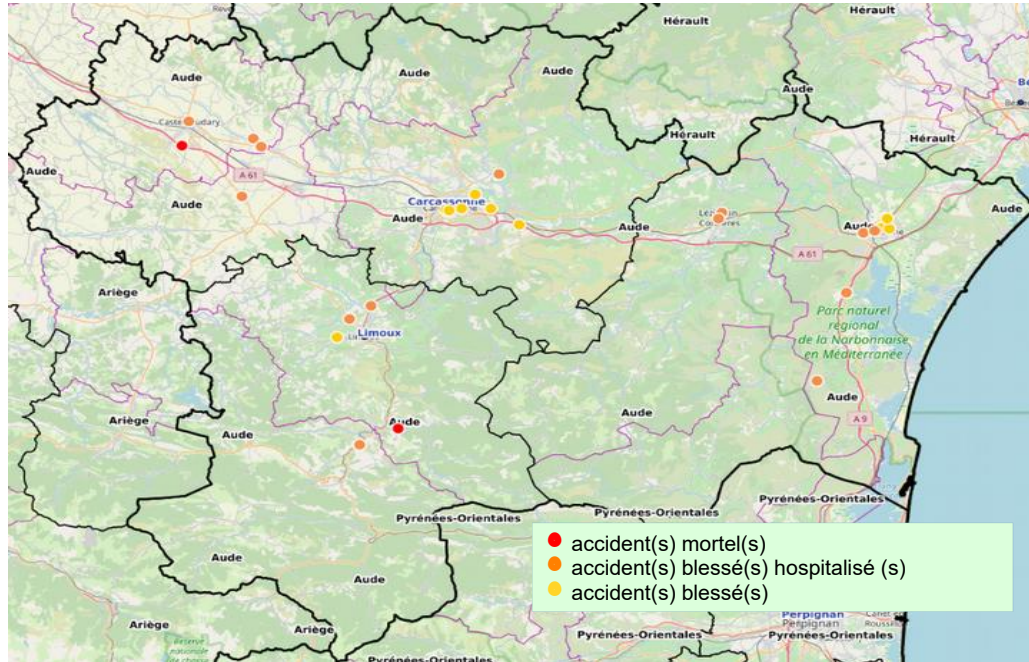 Revel
Hérault
Hérault
Aude
Aude
Aude
Aude
Hérault
Hérault
Aude
A 61
Aude
Carcassonne
Aude
Aude
Aude
Aude
A 61
Ariège
Parc naturel
régional
de la Narbonnaise
en Méditerranée
Limoux
Aude
Ariège
Aude
Aude
Aude
A 9
Pyrénées-Orientales
Pyrénées-Orientales
Pyrénées-Orientales
Aude
Aude
accident(s) mortel(s)
accident(s) blessé(s) hospitalisé (s)
accident(s) blessé(s)
Perpignan
Perpignan
Ariège
Ariège
Pyrénées-Orientales
Pyrénées-Orientales
Pyrénées-Orientales